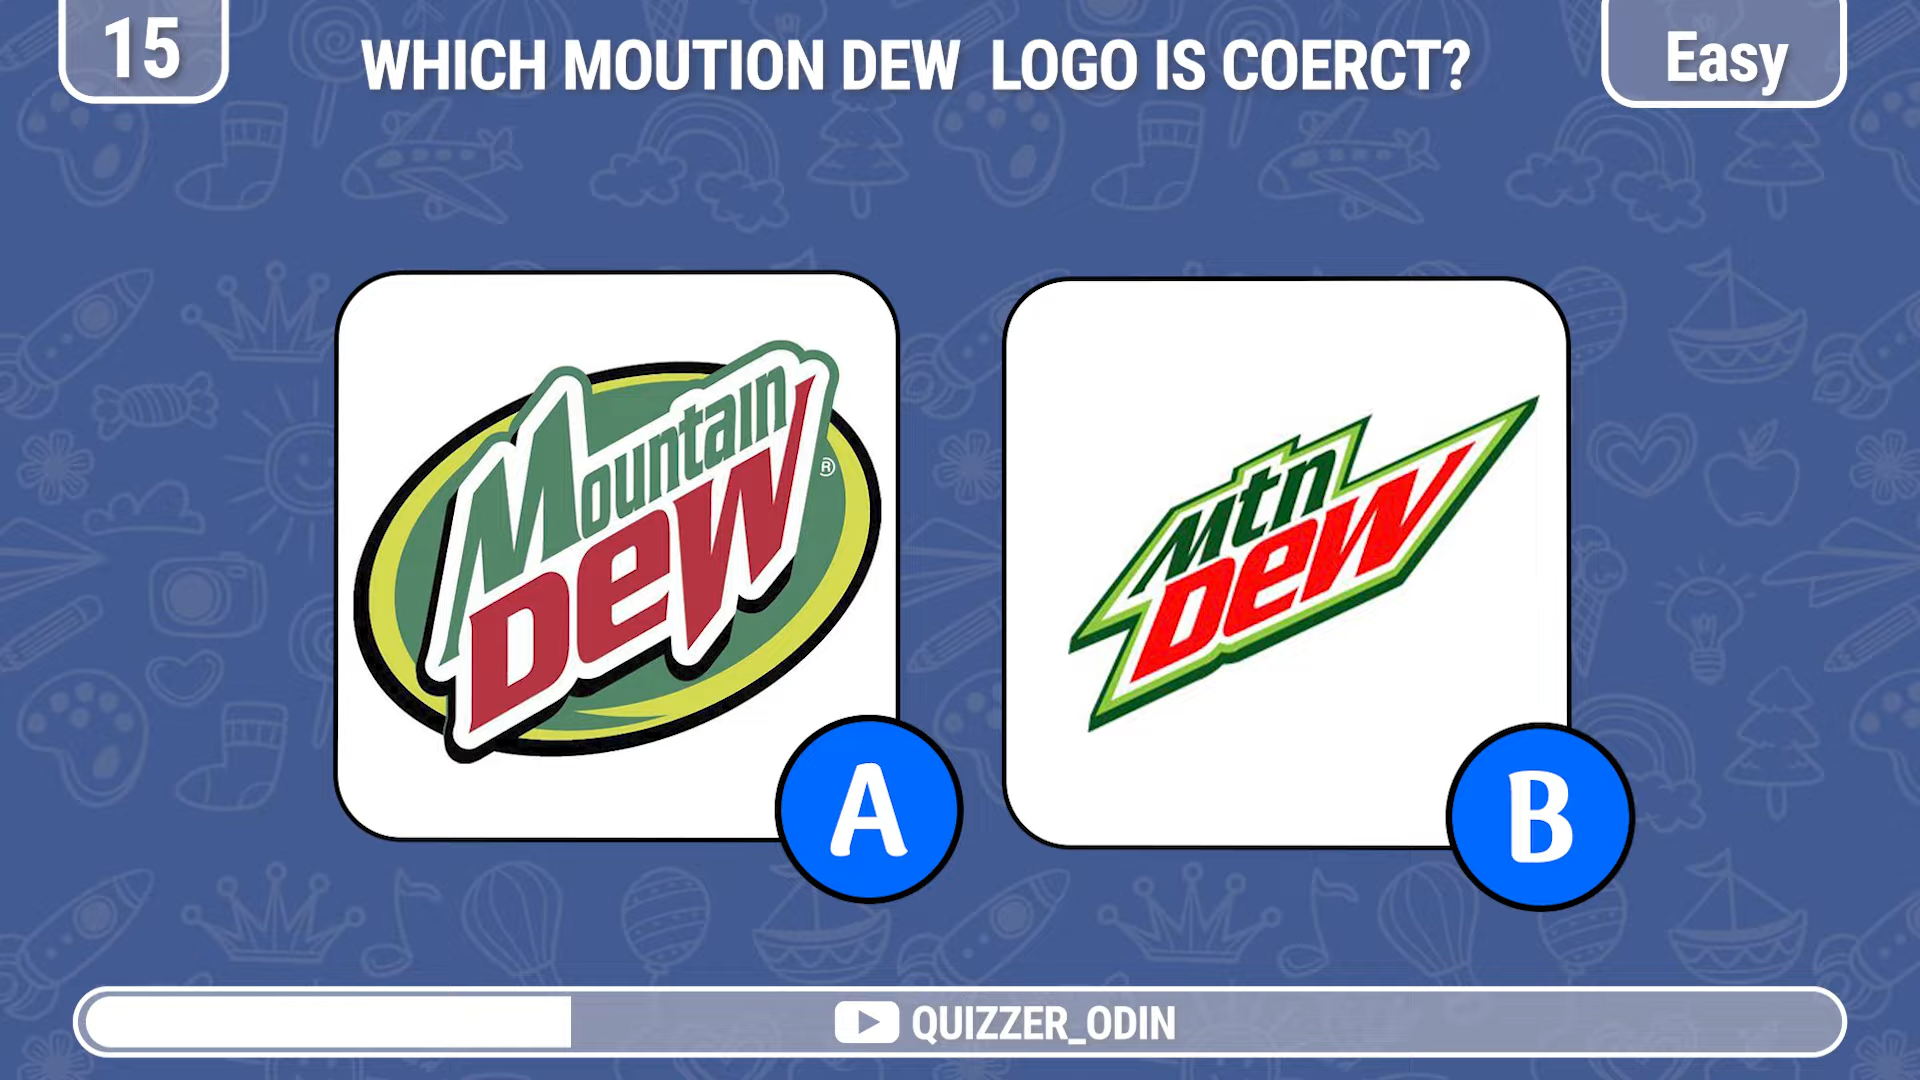 15
WHICH MOUTION DEW LOGO IS COERCT?
Easy
Mountain
Dew
®
Mtn
Dew
A
B
QUIZZER_ODIN